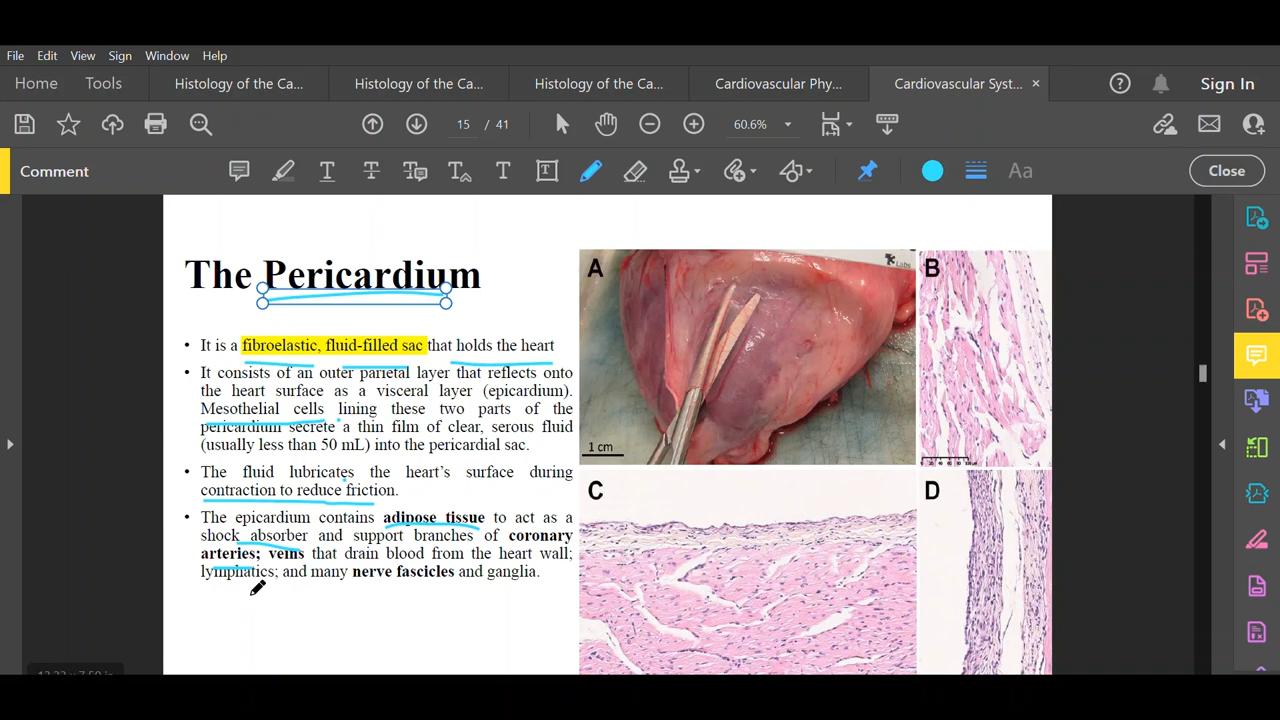 File Edit View Sign Window Help
Home Tools Histology of the Ca... Histology of the Ca... Histology of the Ca... Cardiovascular Phy... Cardiovascular Syst... × Sign In
15 / 41 60.6%
Comment Aa Close
The Pericardium
• It is a fibroelastic, fluid-filled sac that holds the heart
• It consists of an outer parietal layer that reflects onto
the heart surface as a visceral layer (epicardium).
Mesothelial cells lining these two parts of the
pericardium secrete a thin film of clear, serous fluid
(usually less than 50 mL) into the pericardial sac.
• The fluid lubricates the heart's surface during
contraction to reduce friction.
• The epicardium contains adipose tissue to act as a
shock absorber and support branches of coronary
arteries; veins that drain blood from the heart wall;
lymphatics; and many nerve fascicles and ganglia.
A
Labs
1 cm
B
C
D